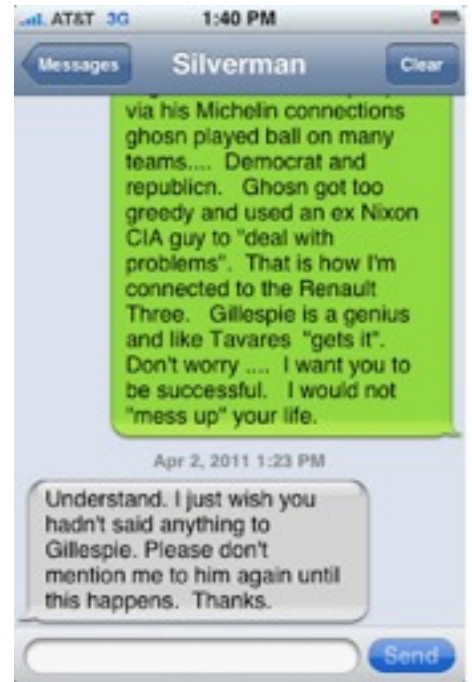 AT&T 3G 1:40 PM
Messages Silverman Clear
via his Michelin connections
ghosn played ball on many
teams.... Democrat and
republicn. Ghosn got too
greedy and used an ex Nixon
CIA guy to "deal with
problems". That is how I'm
connected to the Renault
Three. Gillespie is a genius
and like Tavares "gets it".
Don't worry .... I want you to
be successful. I would not
"mess up" your life.
Apr 2, 2011 1:23 PM
Understand. I just wish you
hadn't said anything to
Gillespie. Please don't
mention me to him again until
this happens. Thanks.
Send